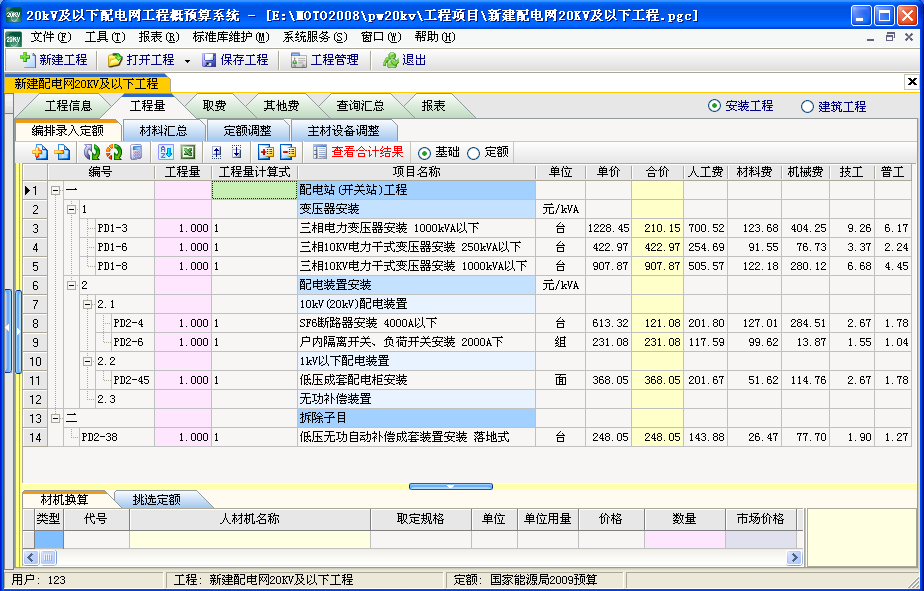 20kV及以下配电网工程概预算系统 - [E:\MOTO2008\pw20kv\工程项目\新建配电网20KV及以下工程.pgc]
文件(F) 工具(T) 报表(R) 标准库维护(M) 系统服务(S) 窗口(W) 帮助(H)
新建工程 打开工程 保存工程 工程管理 退出
新建配电网20KV及以下工程
工程信息 工程量 取费 其他费 查询汇总 报表 安装工程 建筑工程
编排录入定额 材料汇总 定额调整 主材设备调整
查看合计结果 基础 定额
编号 工程量 工程量计算式 项目名称 单位 单价 合价 人工费 材料费 机械费 技工 普工
1 一 配电站(开关站)工程
2 1 变压器安装 元/kVA
3 PD1-3 1.000 1 三相电力变压器安装 1000kVA以下 台 1228.45 210.15 700.52 123.68 404.25 9.26 6.17
4 PD1-6 1.000 1 三相10KV电力干式变压器安装 250kVA以下 台 422.97 422.97 254.69 91.55 76.73 3.37 2.24
5 PD1-8 1.000 1 三相10KV电力干式变压器安装 1000kVA以下 台 907.87 907.87 505.57 122.18 280.12 6.68 4.45
6 2 配电装置安装 元/kVA
7 2.1 10kV(20kV)配电装置
8 PD2-4 1.000 1 SF6断路器安装 4000A以下 台 613.32 121.08 201.80 127.01 284.51 2.67 1.78
9 PD2-6 1.000 1 户内隔离开关、负荷开关安装 2000A下 组 231.08 231.08 117.59 99.62 13.87 1.55 1.04
10 2.2 1kV以下配电装置
11 PD2-45 1.000 1 低压成套配电柜安装 面 368.05 368.05 201.67 51.62 114.76 2.67 1.78
12 2.3 无功补偿装置
13 二 拆除子目
14 PD2-38 1.000 1 低压无功自动补偿成套装置安装 落地式 台 248.05 248.05 143.88 26.47 77.70 1.90 1.27
材机换算 挑选定额
类型 代号 人材机名称 取定规格 单位 单位用量 价格 数量 市场价格
用户: 123 工程: 新建配电网20KV及以下工程 定额: 国家能源局2009预算